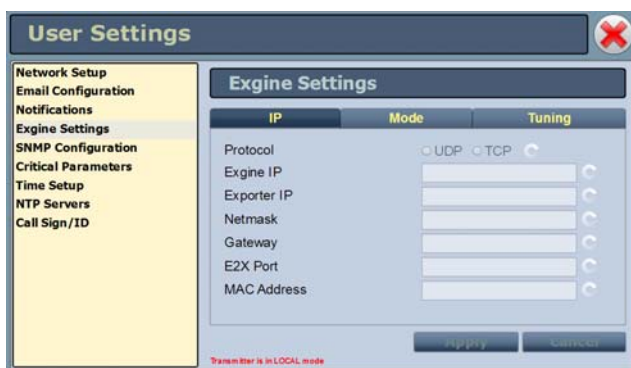 User Settings
Network Setup
Email Configuration
Notifications
Exgine Settings
SNMP Configuration
Critical Parameters
Time Setup
NTP Servers
Call Sign/ID
Exgine Settings
IP Mode Tuning
Protocol UDP TCP
Exgine IP
Exporter IP
Netmask
Gateway
E2X Port
MAC Address
Apply Cancel
Transmitter is in LOCAL mode